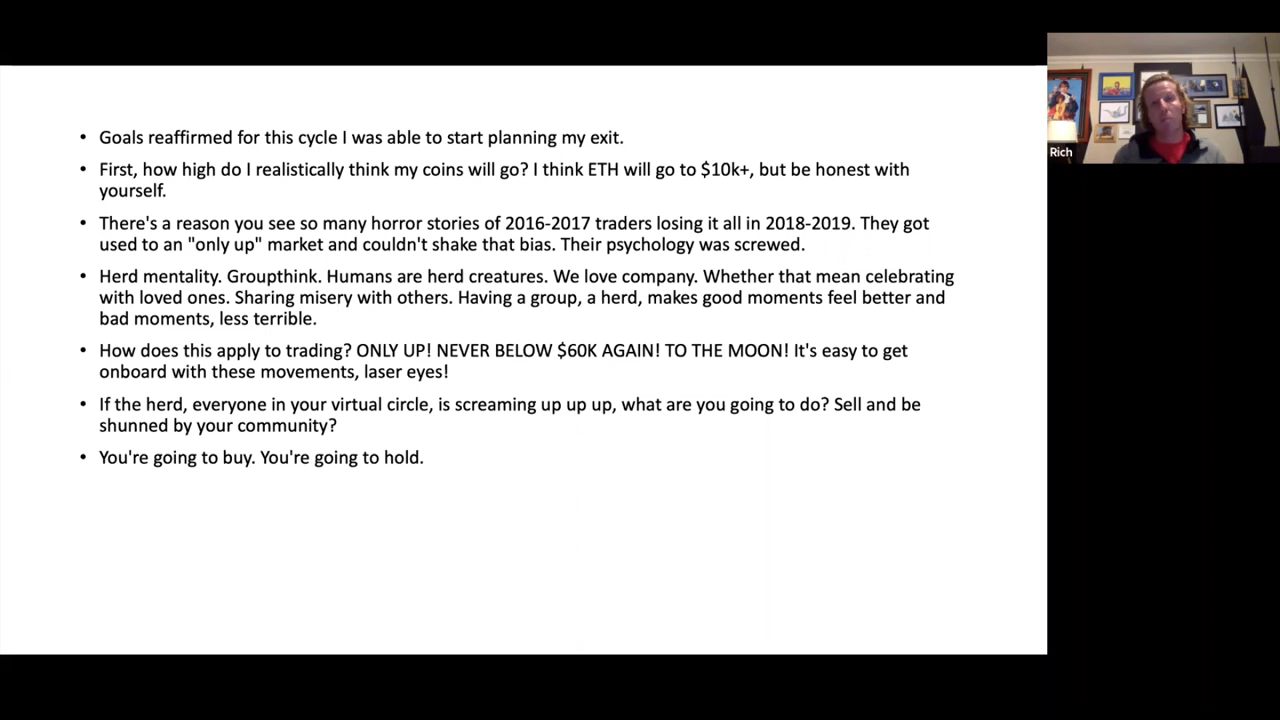 • Goals reaffirmed for this cycle I was able to start planning my exit.
• First, how high do I realistically think my coins will go? I think ETH will go to $10k+, but be honest with
yourself.
• There's a reason you see so many horror stories of 2016-2017 traders losing it all in 2018-2019. They got
used to an "only up" market and couldn't shake that bias. Their psychology was screwed.
• Herd mentality. Groupthink. Humans are herd creatures. We love company. Whether that mean celebrating
with loved ones. Sharing misery with others. Having a group, a herd, makes good moments feel better and
bad moments, less terrible.
• How does this apply to trading? ONLY UP! NEVER BELOW $60K AGAIN! TO THE MOON! It's easy to get
onboard with these movements, laser eyes!
• If the herd, everyone in your virtual circle, is screaming up up up, what are you going to do? Sell and be
shunned by your community?
• You're going to buy. You're going to hold.
Rich